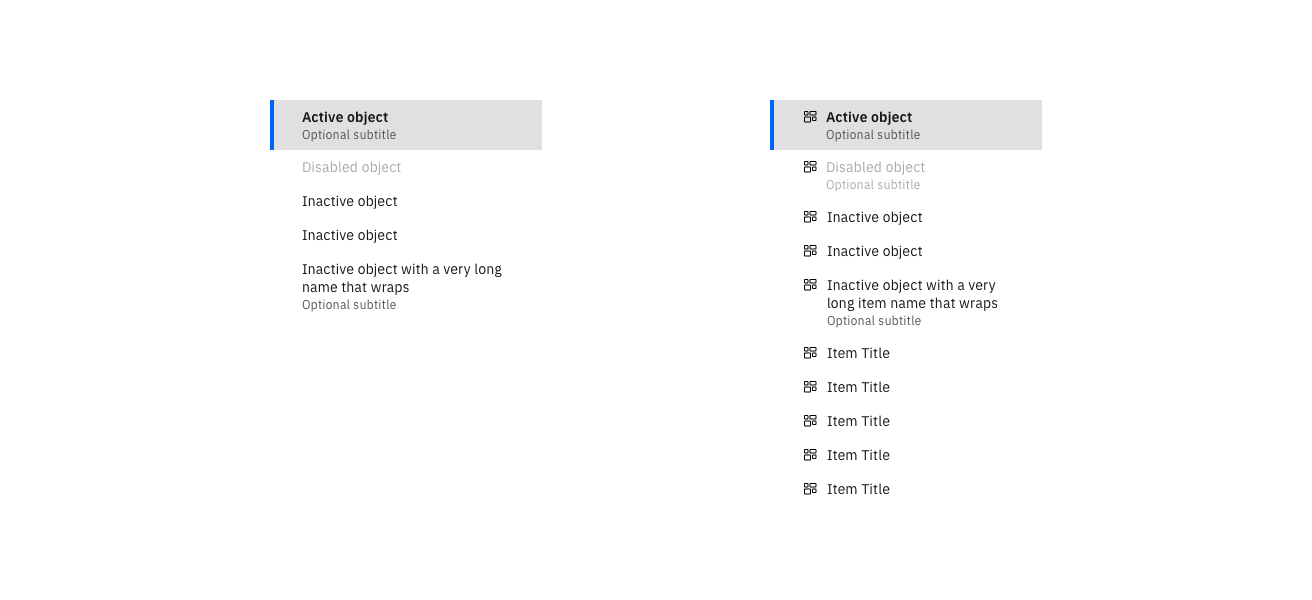 Active object
Optional subtitle
Disabled object
Inactive object
Inactive object
Inactive object with a very long
name that wraps
Optional subtitle
Active object
Optional subtitle
Disabled object
Optional subtitle
Inactive object
Inactive object
Inactive object with a very
long item name that wraps
Optional subtitle
Item Title
Item Title
Item Title
Item Title
Item Title